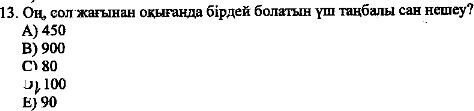 13. Оң, сол жағынан оқығанда бірдей болатын үш таңбалы сан нешеу?
A) 450
B) 900
C) 80
D) 100
E) 90